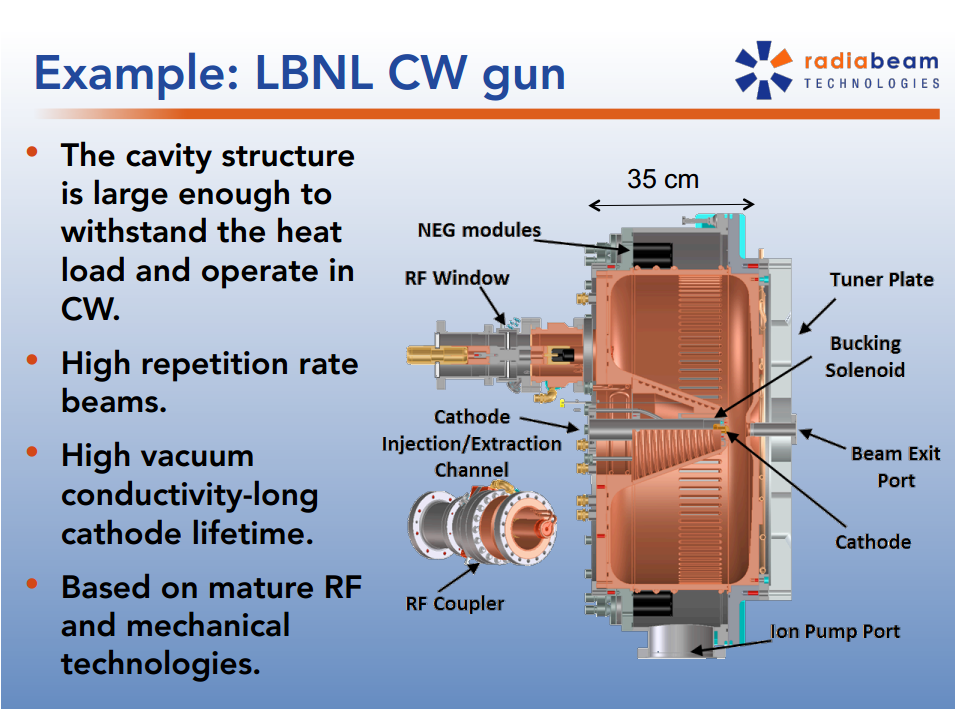 Example: LBNL CW gun
radiabeam
TECHNOLOGIES
• The cavity structure
is large enough to
withstand the heat
load and operate in
CW.
• High repetition rate
beams.
• High vacuum
conductivity-long
cathode lifetime.
• Based on mature RF
and mechanical
technologies.
35 cm
NEG modules
RF Window
Cathode
Injection/Extraction
Channel
RF Coupler
Tuner Plate
Bucking
Solenoid
Beam Exit
Port
Cathode
Ion Pump Port